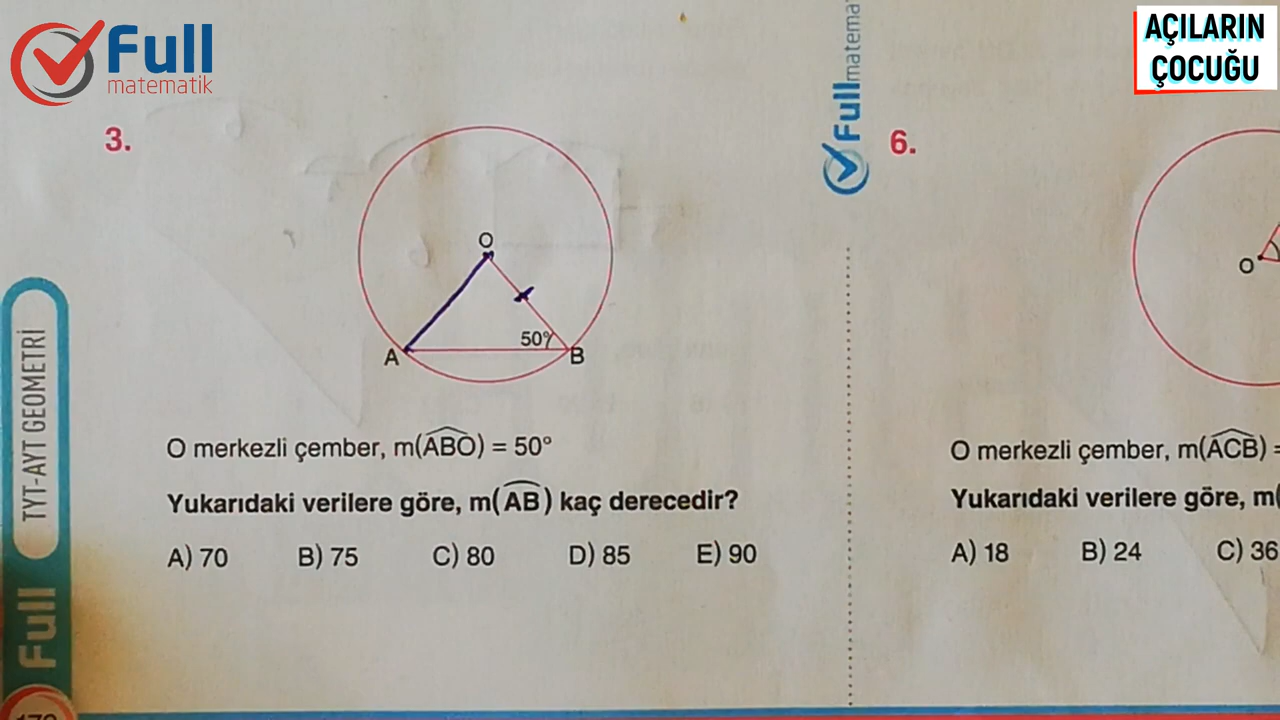 Full
matematik
AÇILARIN
ÇOCUĞU
3.
O
A
B
50°
O merkezli çember, m(ABO) = 50°
Yukarıdaki verilere göre, m(AB) kaç derecedir?
A) 70 B) 75 C) 80 D) 85 E) 90
Fullmatema
6.
O
O merkezli çember, m(ACB) =
Yukarıdaki verilere göre, m(
A) 18 B) 24 C) 36
TYT-AYT GEOMETRİ
Full